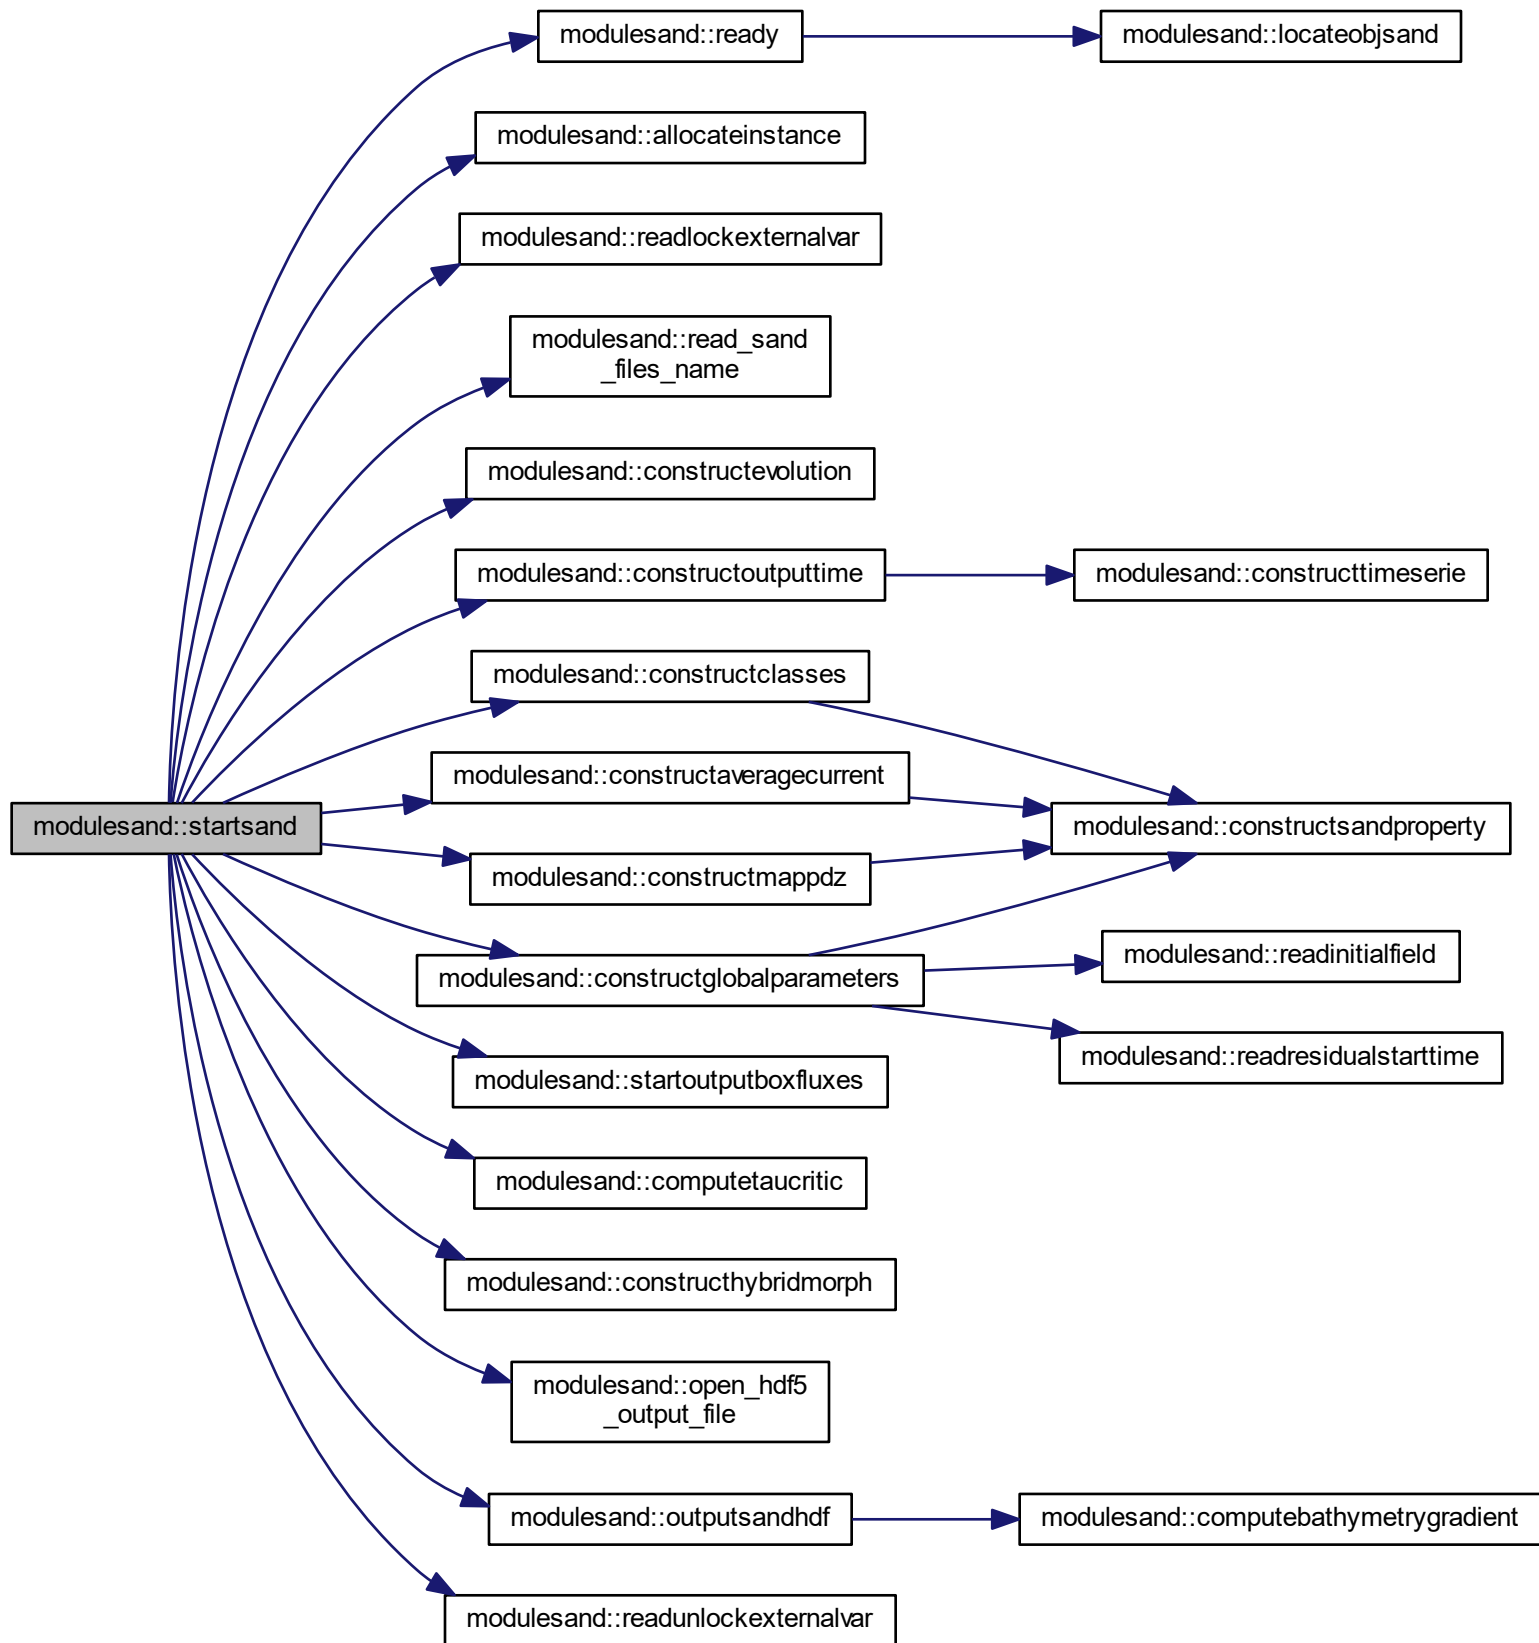 modulesand::ready
modulesand::locateobjsand
modulesand::allocateinstance
modulesand::readlockexternalvar
modulesand::read_sand
_files_name
modulesand::constructevolution
modulesand::constructoutputtime
modulesand::constructtimeserie
modulesand::constructclasses
modulesand::constructaveragecurrent
modulesand::startsand
modulesand::constructsandproperty
modulesand::constructmappdz
modulesand::constructglobalparameters
modulesand::readinitialfield
modulesand::readresidualstarttime
modulesand::startoutputboxfluxes
modulesand::computetaucritic
modulesand::constructhybridmorph
modulesand::open_hdf5
_output_file
modulesand::outputsandhdf
modulesand::computebathymetrygradient
modulesand::readunlockexternalvar